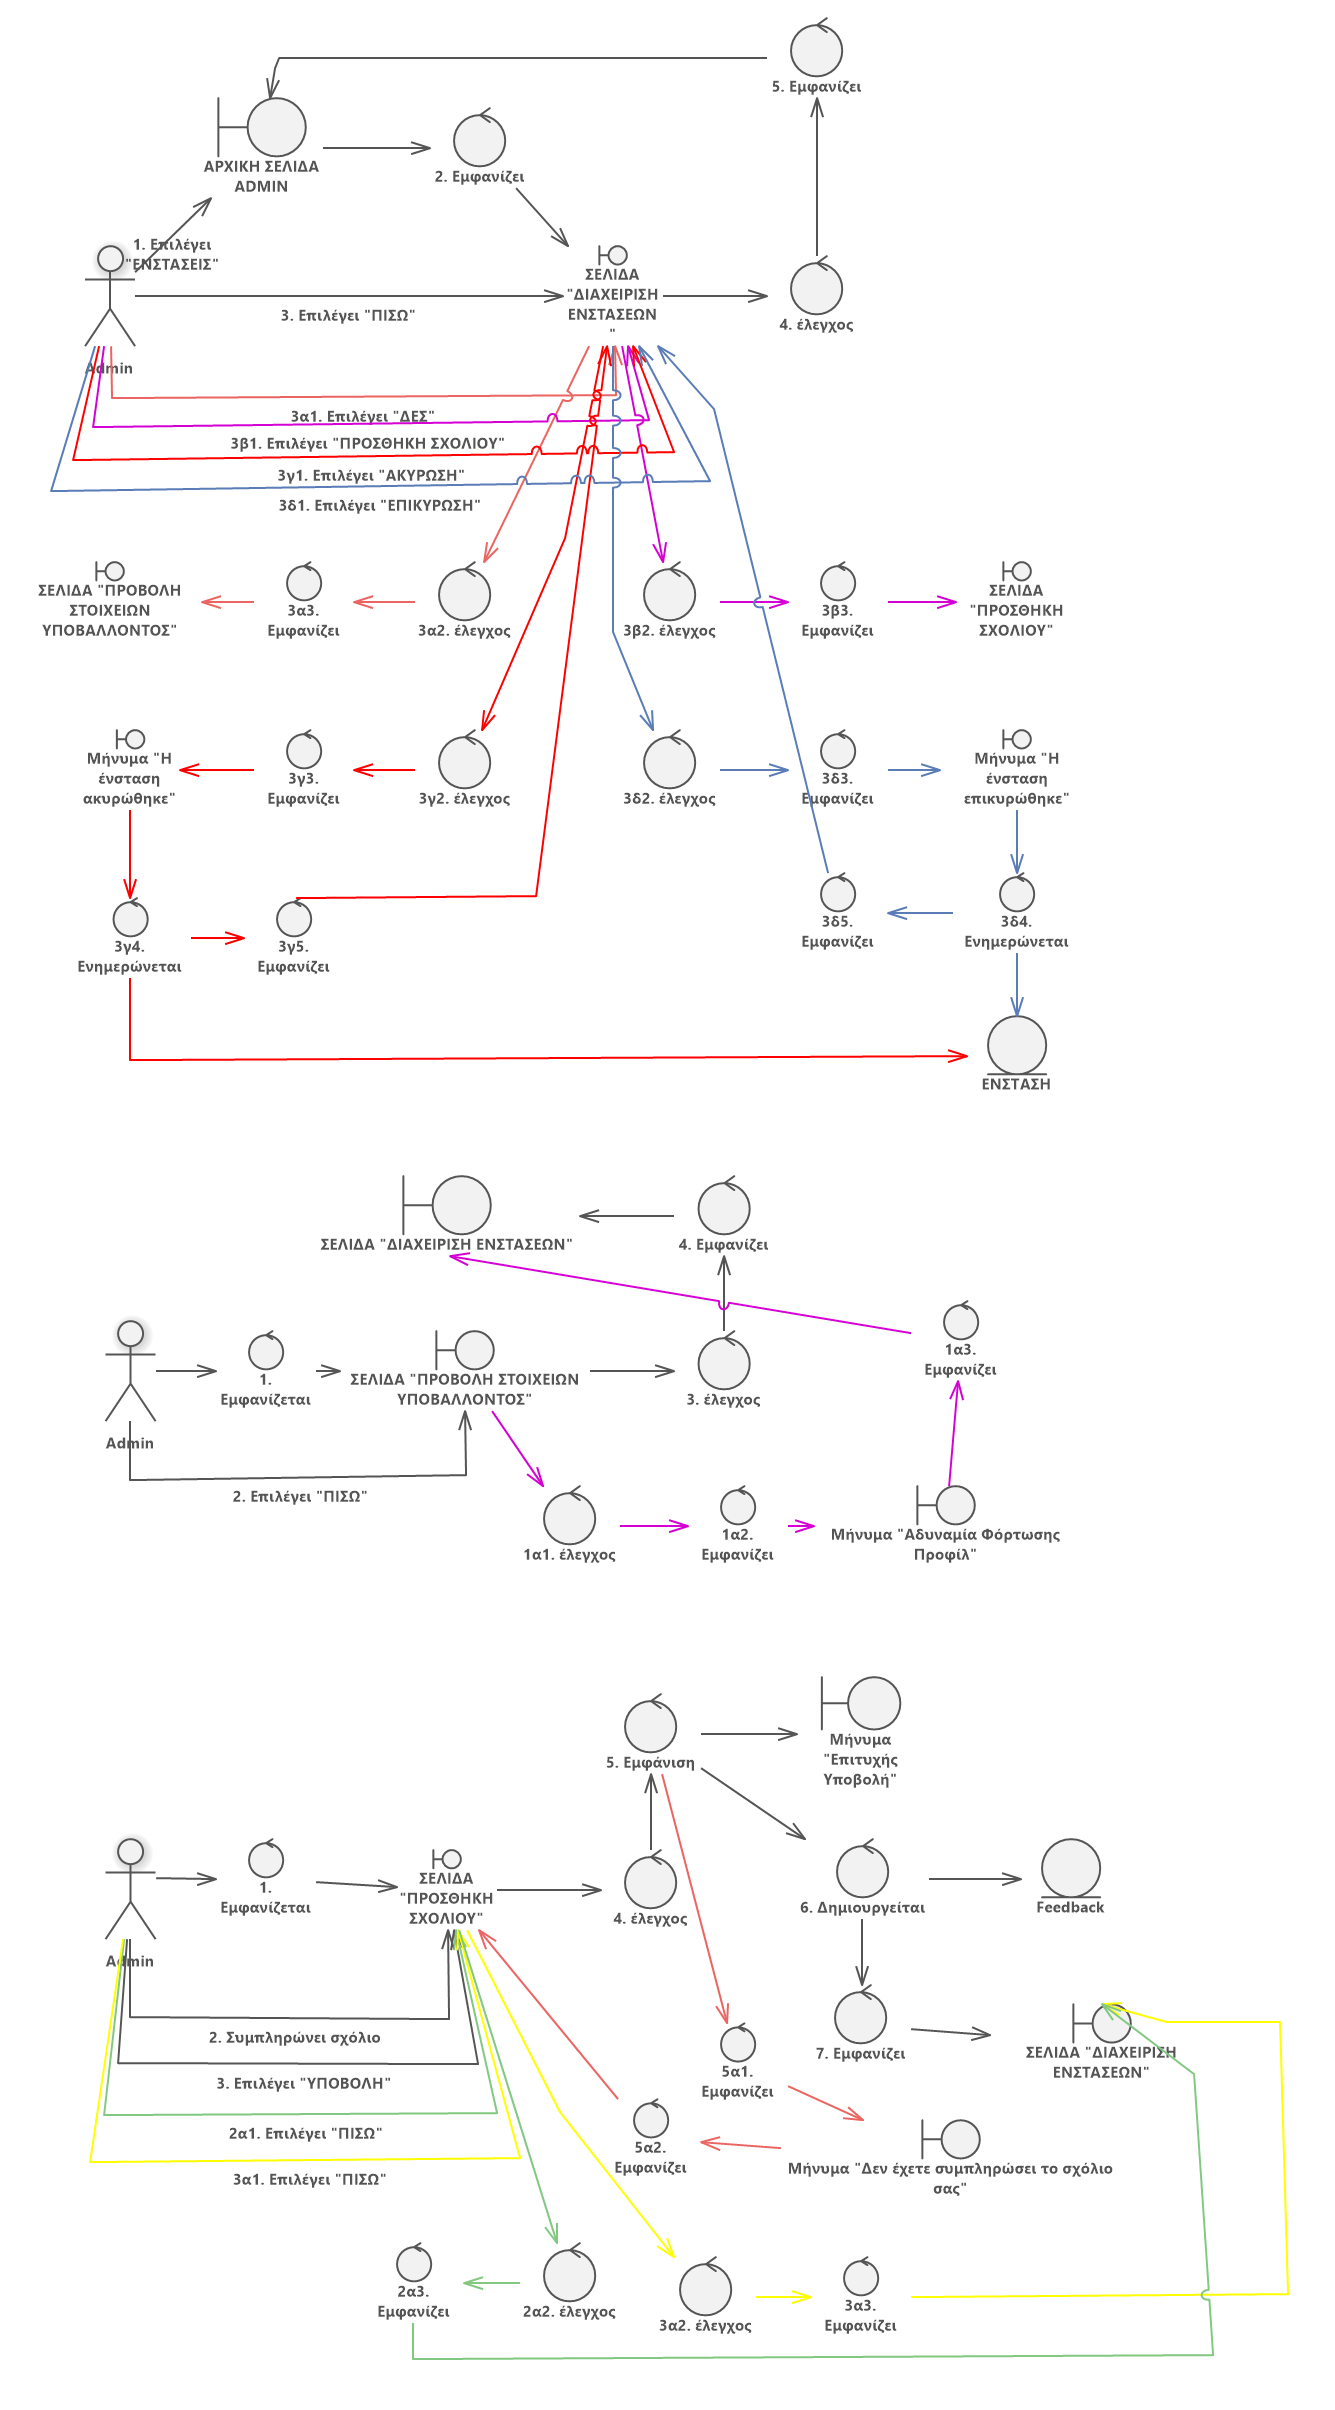 5. Εμφανίζει
ΑΡΧΙΚΗ ΣΕΛΙΔΑ
ADMIN
2. Εμφανίζει
1. Επιλέγει
"ΕΝΣΤΑΣΕΙΣ"
ΣΕΛΙΔΑ
"ΔΙΑΧΕΙΡΙΣΗ
ΕΝΣΤΑΣΕΩΝ
"
3. Επιλέγει "ΠΙΣΩ"
4. έλεγχος
Admin
3α1. Επιλέγει "ΔΕΣ"
3β1. Επιλέγει "ΠΡΟΣΘΗΚΗ ΣΧΟΛΙΟΥ"
3γ1. Επιλέγει "ΑΚΥΡΩΣΗ"
3δ1. Επιλέγει "ΕΠΙΚΥΡΩΣΗ"
ΣΕΛΙΔΑ "ΠΡΟΒΟΛΗ
ΣΤΟΙΧΕΙΩΝ
ΥΠΟΒΑΛΛΟΝΤΟΣ"
3α3.
Εμφανίζει
3α2. έλεγχος
3β2. έλεγχος
3β3.
Εμφανίζει
ΣΕΛΙΔΑ
"ΠΡΟΣΘΗΚΗ
ΣΧΟΛΙΟΥ"
Μήνυμα "Η
ένσταση
ακυρώθηκε"
3γ3.
Εμφανίζει
3γ2. έλεγχος
3δ2. έλεγχος
3δ3.
Εμφανίζει
Μήνυμα "Η
ένσταση
επικυρώθηκε"
3γ4.
Ενημερώνεται
3γ5.
Εμφανίζει
3δ5.
Εμφανίζει
3δ4.
Ενημερώνεται
ΕΝΣΤΑΣΗ
ΣΕΛΙΔΑ "ΔΙΑΧΕΙΡΙΣΗ ΕΝΣΤΑΣΕΩΝ"
4. Εμφανίζει
1.
Εμφανίζεται
ΣΕΛΙΔΑ "ΠΡΟΒΟΛΗ ΣΤΟΙΧΕΙΩΝ
ΥΠΟΒΑΛΛΟΝΤΟΣ"
3. έλεγχος
1α3.
Εμφανίζει
Admin
2. Επιλέγει "ΠΙΣΩ"
1α1. έλεγχος
1α2.
Εμφανίζει
Μήνυμα "Αδυναμία Φόρτωσης
Προφίλ"
5. Εμφάνιση
Μήνυμα
"Επιτυχής
Υποβολή"
1.
Εμφανίζεται
ΣΕΛΙΔΑ
"ΠΡΟΣΘΗΚΗ
ΣΧΟΛΙΟΥ"
4. έλεγχος
6. Δημιουργείται
Feedback
Admin
2. Συμπληρώνει σχόλιο
3. Επιλέγει "ΥΠΟΒΟΛΗ"
2α1. Επιλέγει "ΠΙΣΩ"
3α1. Επιλέγει "ΠΙΣΩ"
7. Εμφανίζει
ΣΕΛΙΔΑ "ΔΙΑΧΕΙΡΙΣΗ
ΕΝΣΤΑΣΕΩΝ"
5α1.
Εμφανίζει
5α2.
Εμφανίζει
Μήνυμα "Δεν έχετε συμπληρώσει το σχόλιο
σας"
2α3.
Εμφανίζει
2α2. έλεγχος
3α2. έλεγχος
3α3.
Εμφανίζει